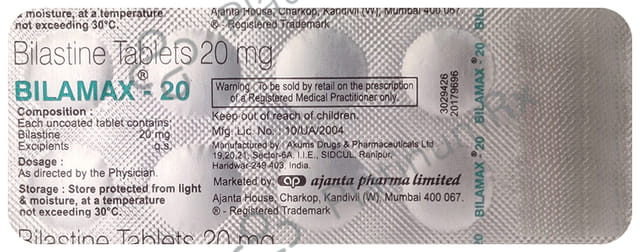 & moisture, at a temperature
not exceeding 30°C.
Ajanta House, Charkop, Kandivli (W), Mumbai 400 067.
® - Registered Trademark
Bilastine Tablets 20 mg
BILAMAX® - 20
Composition :
Each uncoated tablet contains:
Bilastine 20 mg
Excipients q.s.
Dosage :
As directed by the Physician.
Storage : Store protected from light
& moisture, at a temperature
not exceeding 30°C.
Warning : To be sold by retail on the prescription
of a Registered Medical Practitioner only.
Keep out of reach of children.
Mfg. Lic. No. : 10/UA/2004
Manufactured by : Akums Drugs & Pharmaceuticals Ltd
19,20,21, Sector-6A, I.I.E., SIDCUL, Ranipur,
Haridwar-249 403, India.
Marketed by: ap ajanta pharma limited
Ajanta House, Charkop, Kandivli (W), Mumbai 400 067.
® - Registered Trademark
3029426
20179696
BILAMAX - 20
BILAMAX - 20
Bilastine Tablets 20 mg